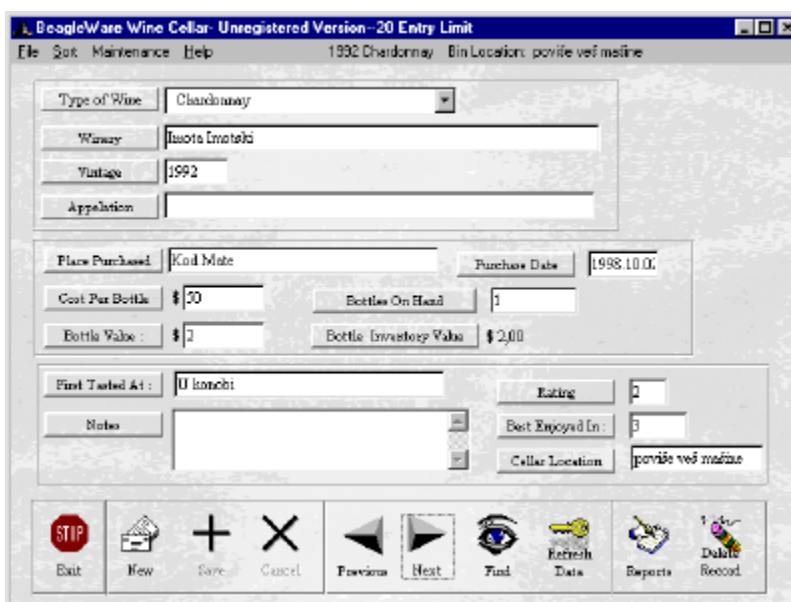 BeagleWare Wine Cellar- Unregistered Version--20 Entry Limit
File Sort Maintenance Help 1992 Chardonnay Bin Location: poviše veš mašine
Type of Wine Chardonnay
Winery Imota Imotski
Vintage 1992
Appelation
Place Purchased Kod Mate Purchase Date 1998.10.02
Cost Per Bottle $ 50 Bottles On Hand 1
Bottle Value : $ 2 Bottle Inventory Value $ 2,00
First Tasted At : U konobi Rating 2
Notes Best Enjoyed In : 3
Cellar Location poviše veš mašine
STOP
Exit New Save Cancel Previous Next Find Refresh Data Reports Delete Record